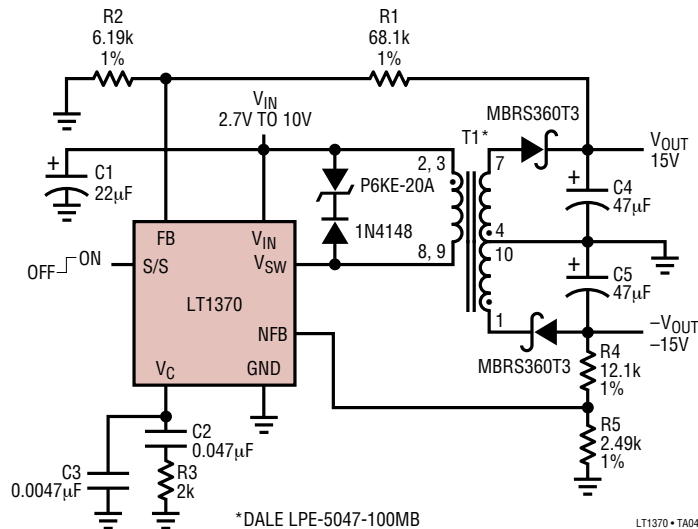 R2
6.19k
1%
R1
68.1k
1%
VIN
2.7V TO 10V
MBRS360T3
VOUT
15V
T1*
+
C1
22µF
2, 3
7
P6KE-20A
+
C4
47µF
1N4148
4
FB
VIN
8, 9
10
OFF
ON
S/S
VSW
+
C5
47µF
LT1370
NFB
1
–VOUT
–15V
MBRS360T3
R4
12.1k
1%
VC
GND
C2
0.047µF
R5
2.49k
1%
C3
0.0047µF
R3
2k
*DALE LPE-5047-100MB
LT1370 • TA04